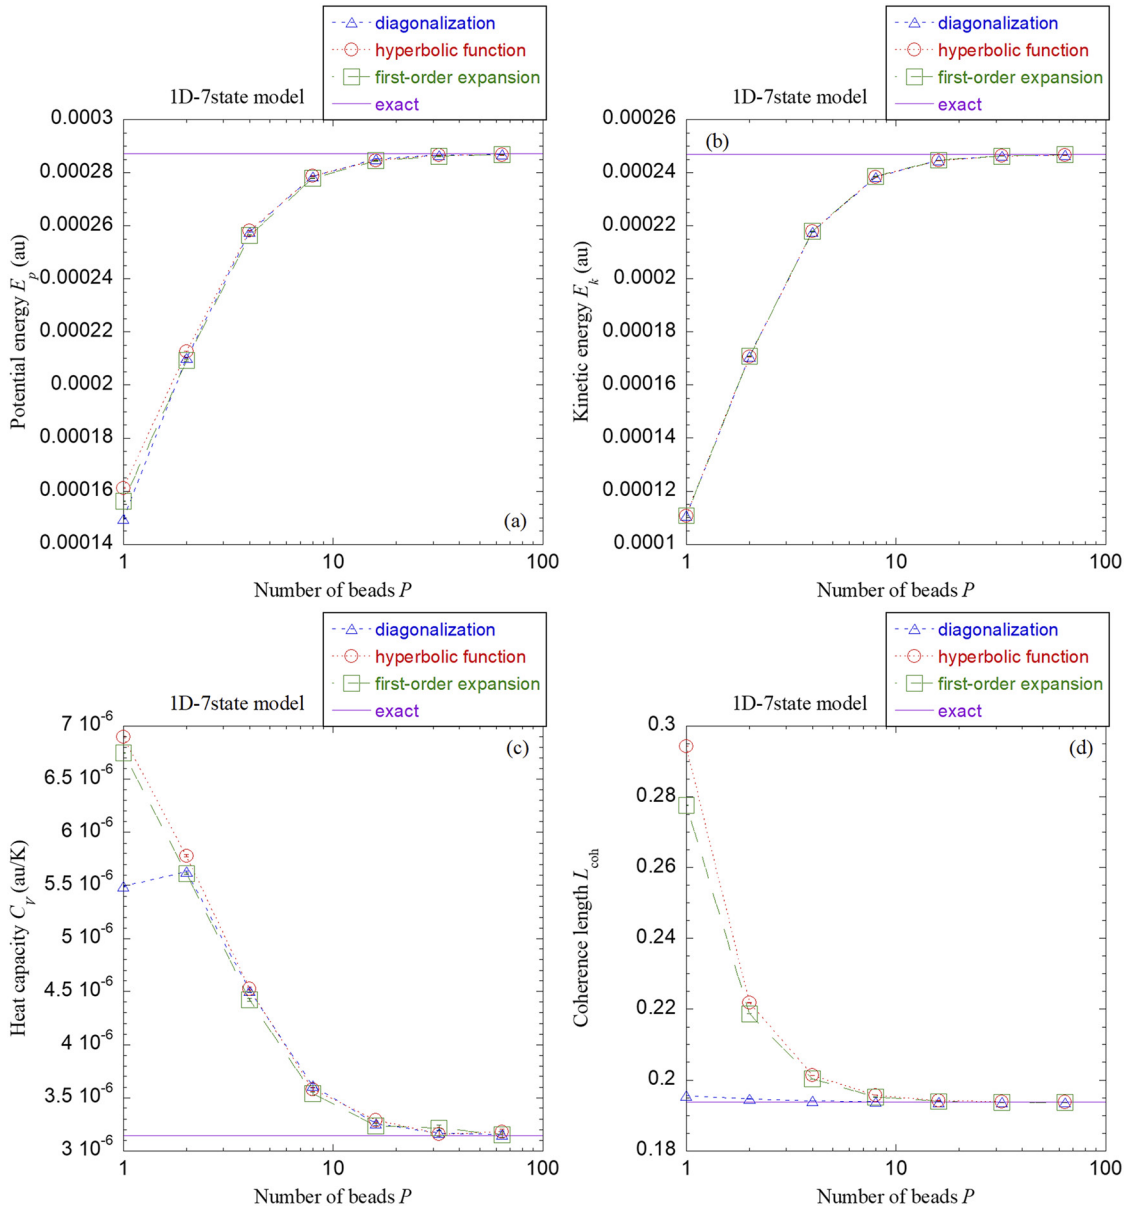 diagonalization
hyperbolic function
first-order expansion
exact
1D-7state model
(a)
0.0003
0.00028
0.00026
0.00024
0.00022
0.0002
0.00018
0.00016
0.00014
Potential energy E_p (au)
1 10 100
Number of beads P
diagonalization
hyperbolic function
first-order expansion
exact
1D-7state model
(b)
0.00026
0.00024
0.00022
0.0002
0.00018
0.00016
0.00014
0.00012
0.0001
Kinetic energy E_k (au)
1 10 100
Number of beads P
diagonalization
hyperbolic function
first-order expansion
exact
1D-7state model
(c)
7 10^-6
6.5 10^-6
6 10^-6
5.5 10^-6
5 10^-6
4.5 10^-6
4 10^-6
3.5 10^-6
3 10^-6
Heat capacity C_V (au/K)
1 10 100
Number of beads P
diagonalization
hyperbolic function
first-order expansion
exact
1D-7state model
(d)
0.3
0.28
0.26
0.24
0.22
0.2
0.18
Coherence length L_coh
1 10 100
Number of beads P